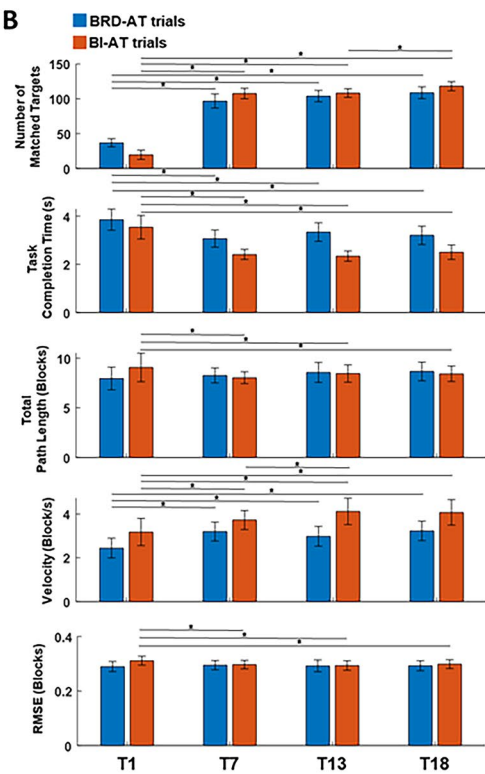 B
BRD-AT trials
BI-AT trials
Number of
Matched Targets
150
100
50
0
* * * * * * * *
Task
Completion Time (s)
4
2
0
* * * * * *
Total
Path Length (Blocks)
10
5
0
* * *
Velocity (Block/s)
4
2
0
* * * * * * *
RMSE (Blocks)
0.4
0.2
0
* * *
T1 T7 T13 T18